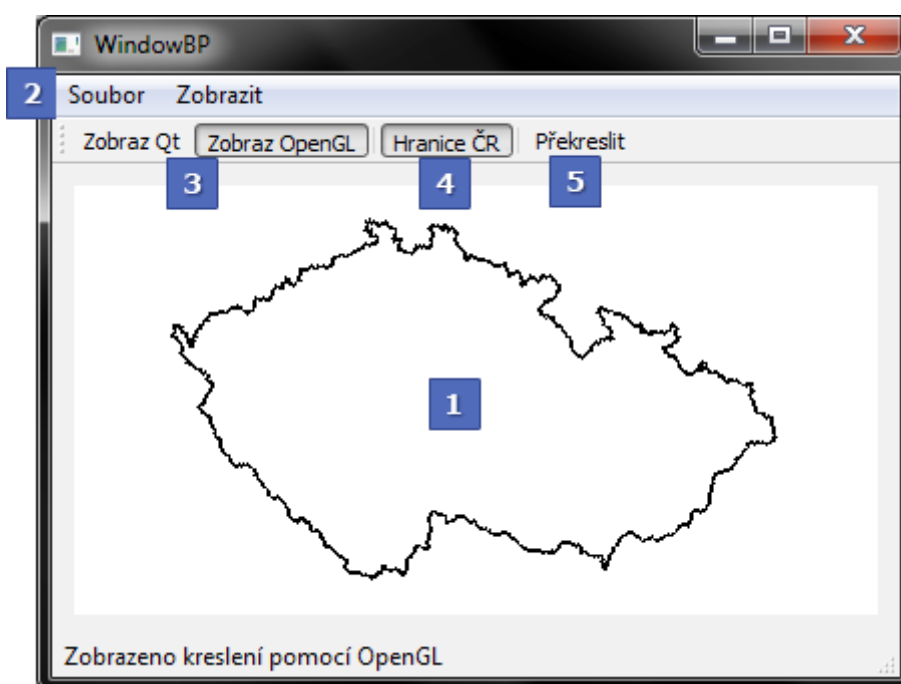 WindowBP
2 Soubor Zobrazit
Zobraz Qt Zobraz OpenGL Hranice ČR Překreslit
3 4 5
1
Zobrazeno kreslení pomocí OpenGL